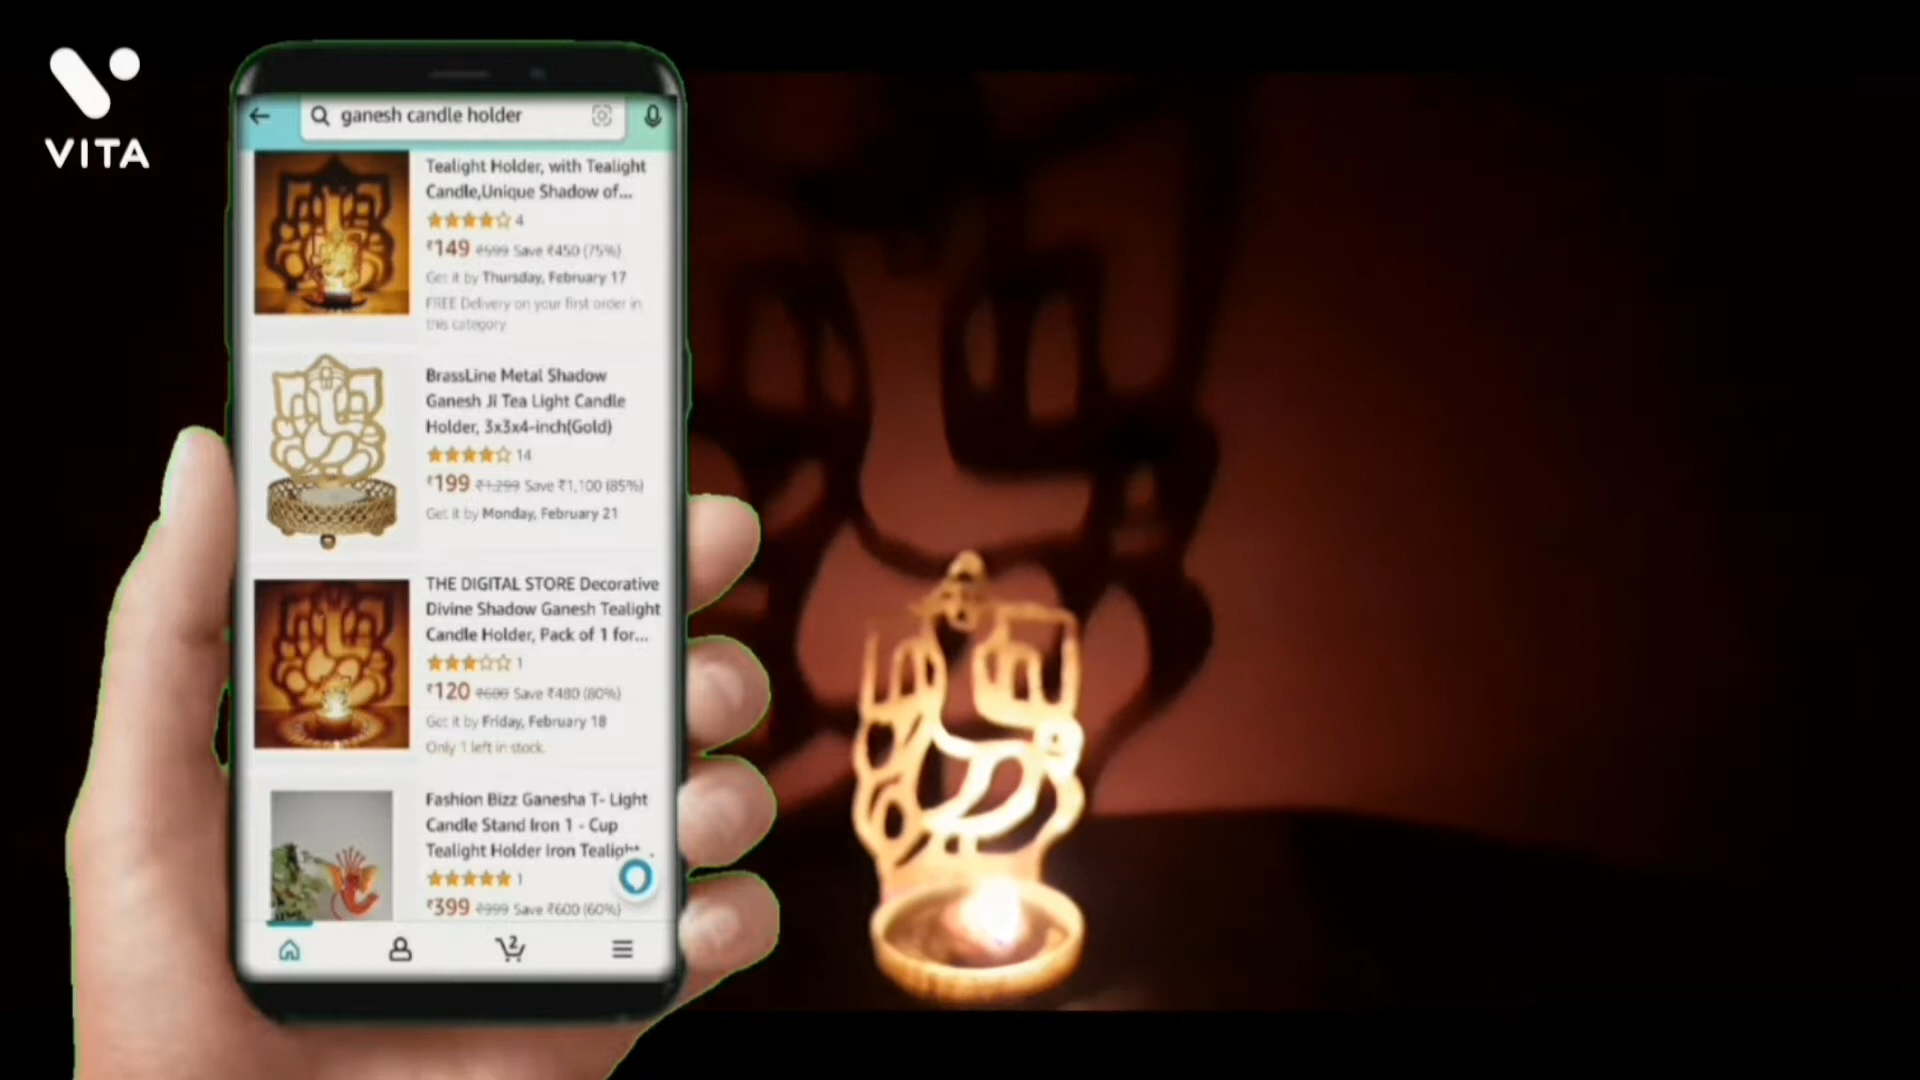 VITA
ganesh candle holder
Tealight Holder, with Tealight
Candle,Unique Shadow of...
4
₹149 ₹599 Save ₹450 (75%)
Get it by Thursday, February 17
FREE Delivery on your first order in
this category
BrassLine Metal Shadow
Ganesh Ji Tea Light Candle
Holder, 3x3x4-inch(Gold)
14
₹199 ₹1,299 Save ₹1,100 (85%)
Get it by Monday, February 21
THE DIGITAL STORE Decorative
Divine Shadow Ganesh Tealight
Candle Holder, Pack of 1 for...
1
₹120 ₹600 Save ₹480 (80%)
Get it by Friday, February 18
Only 1 left in stock.
Fashion Bizz Ganesha T- Light
Candle Stand Iron 1 - Cup
Tealight Holder Iron Tealight
1
₹399 ₹999 Save ₹600 (60%)
2